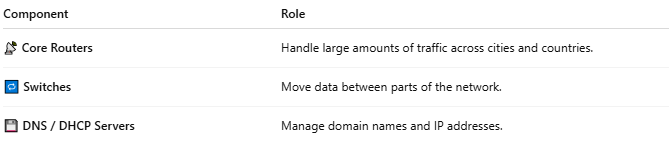 Component Role
Core Routers Handle large amounts of traffic across cities and countries.
Switches Move data between parts of the network.
DNS / DHCP Servers Manage domain names and IP addresses.